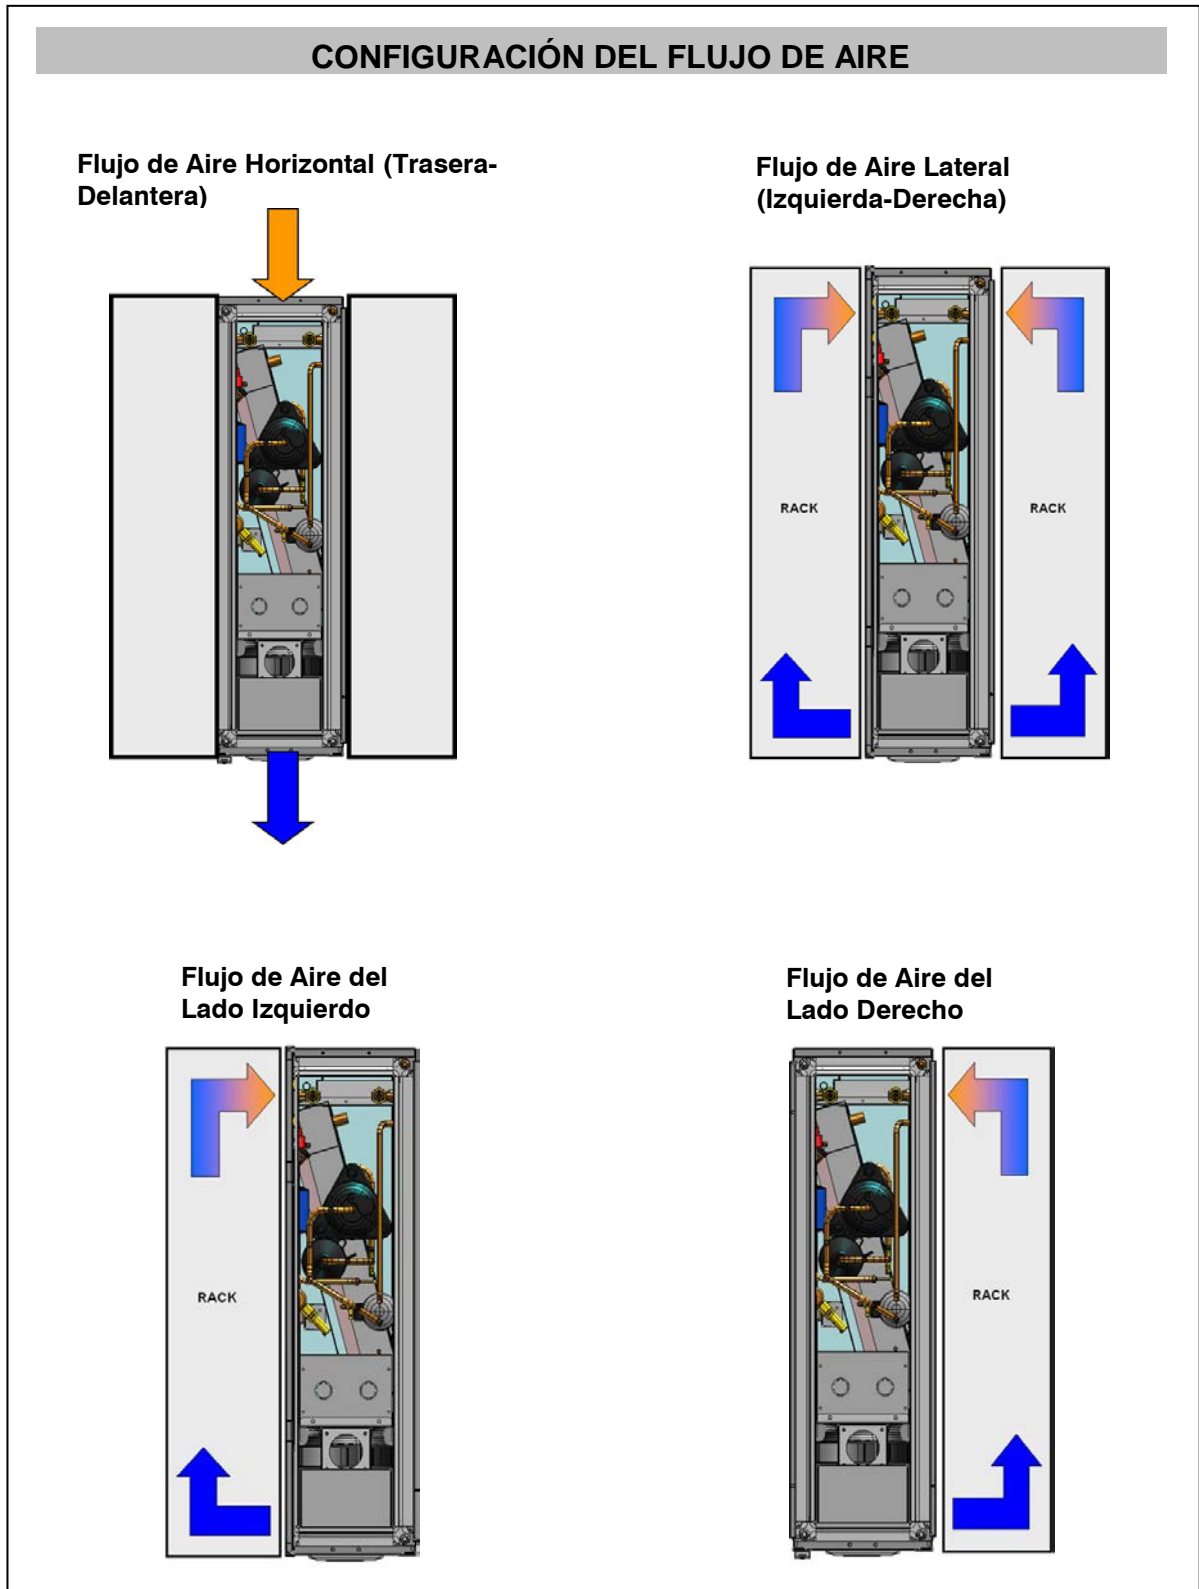 CONFIGURACIÓN DEL FLUJO DE AIRE
Flujo de Aire Horizontal (Trasera-
Delantera)
Flujo de Aire Lateral
(Izquierda-Derecha)
RACK
RACK
Flujo de Aire del
Lado Izquierdo
Flujo de Aire del
Lado Derecho
RACK
RACK